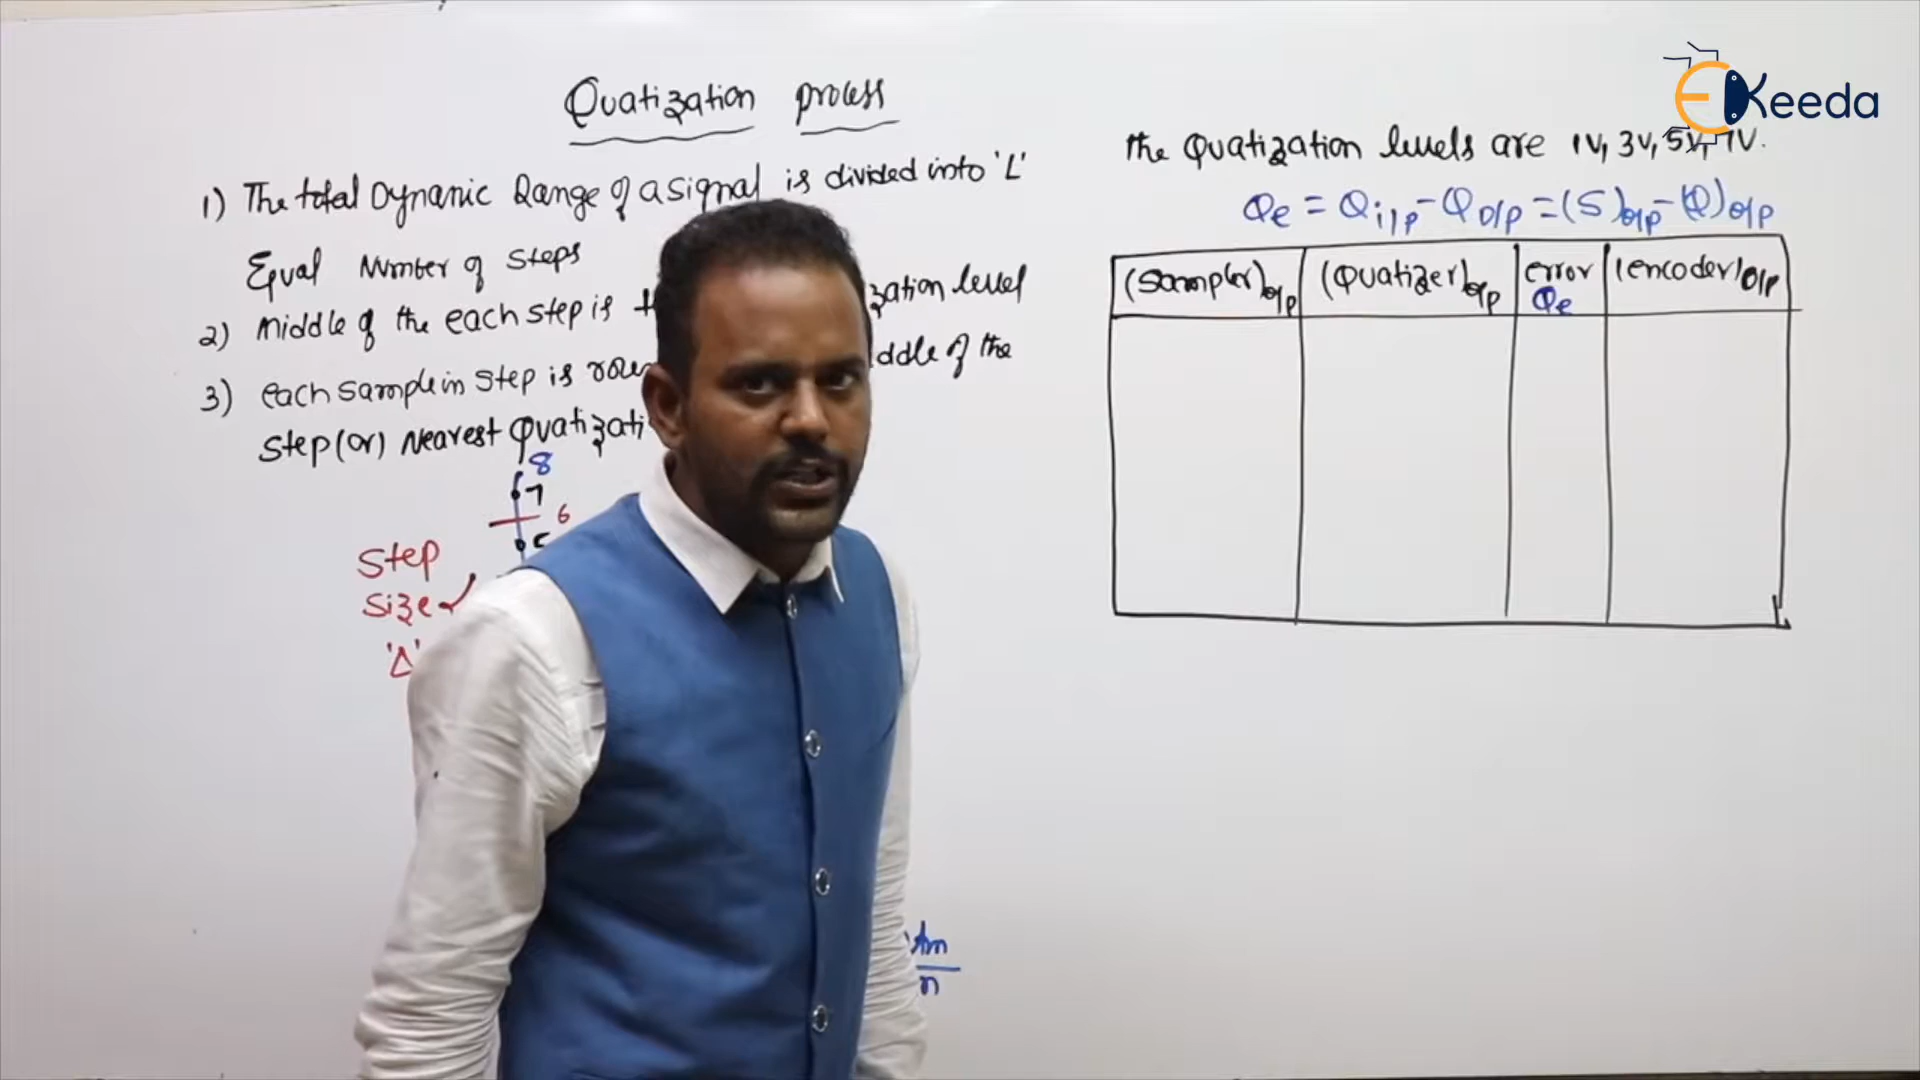 Quatization process
1) The total Dynamic Range of a signal is divided into 'L'
Equal Number of steps
2) Middle of the each step is zation level
3) each sample in step is ddle of the
step (or) Nearest Quatizati
8
7
6
Step
Size
'Δ'
Am
n
EKeeda
the Quatization levels are 1V, 3V, 5V, 7V.
Qe = Qi/p - Qo/p = (S)o/p - (Q)o/p
(Sampler)o/p (Quatizer)o/p error Qe (encoder)o/p